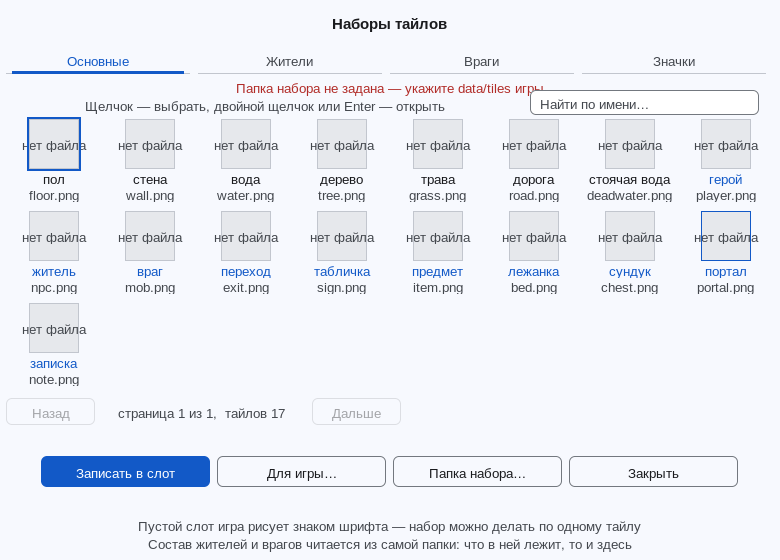 Наборы тайлов
Основные Жители Враги Значки
Папка набора не задана — укажите data/tiles игры
Щелчок — выбрать, двойной щелчок или Enter — открыть
Найти по имени…
нет файла нет файла нет файла нет файла нет файла нет файла нет файла нет файла
пол стена вода дерево трава дорога стоячая вода герой
floor.png wall.png water.png tree.png grass.png road.png deadwater.png player.png
нет файла нет файла нет файла нет файла нет файла нет файла нет файла нет файла
житель враг переход табличка предмет лежанка сундук портал
npc.png mob.png exit.png sign.png item.png bed.png chest.png portal.png
нет файла
записка
note.png
Назад страница 1 из 1, тайлов 17 Дальше
Записать в слот Для игры… Папка набора… Закрыть
Пустой слот игра рисует знаком шрифта — набор можно делать по одному тайлу
Состав жителей и врагов читается из самой папки: что в ней лежит, то и здесь